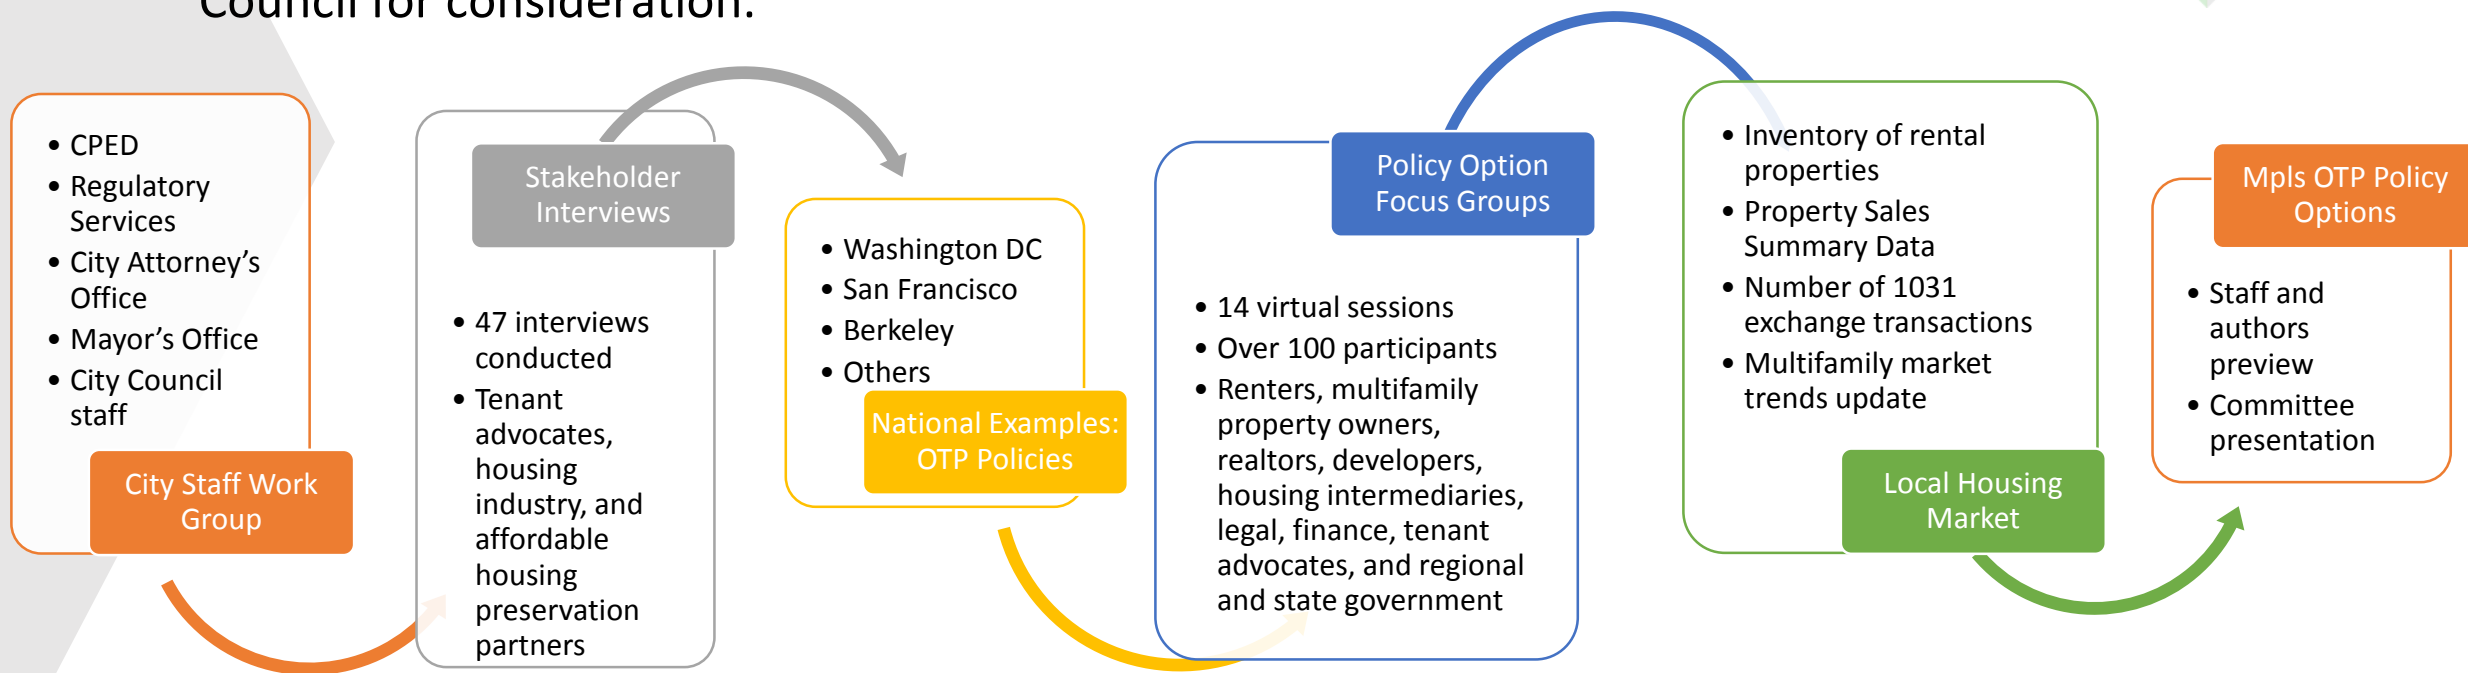 Council for consideration.
• CPED
• Regulatory
Services
• City Attorney’s
Office
• Mayor’s Office
• City Council
staff
City Staff Work
Group
Stakeholder
Interviews
• 47 interviews
conducted
• Tenant
advocates,
housing
industry, and
affordable
housing
preservation
partners
• Washington DC
• San Francisco
• Berkeley
• Others
National Examples:
OTP Policies
Policy Option
Focus Groups
• 14 virtual sessions
• Over 100 participants
• Renters, multifamily
property owners,
realtors, developers,
housing intermediaries,
legal, finance, tenant
advocates, and regional
and state government
• Inventory of rental
properties
• Property Sales
Summary Data
• Number of 1031
exchange transactions
• Multifamily market
trends update
Local Housing
Market
Mpls OTP Policy
Options
• Staff and
authors
preview
• Committee
presentation